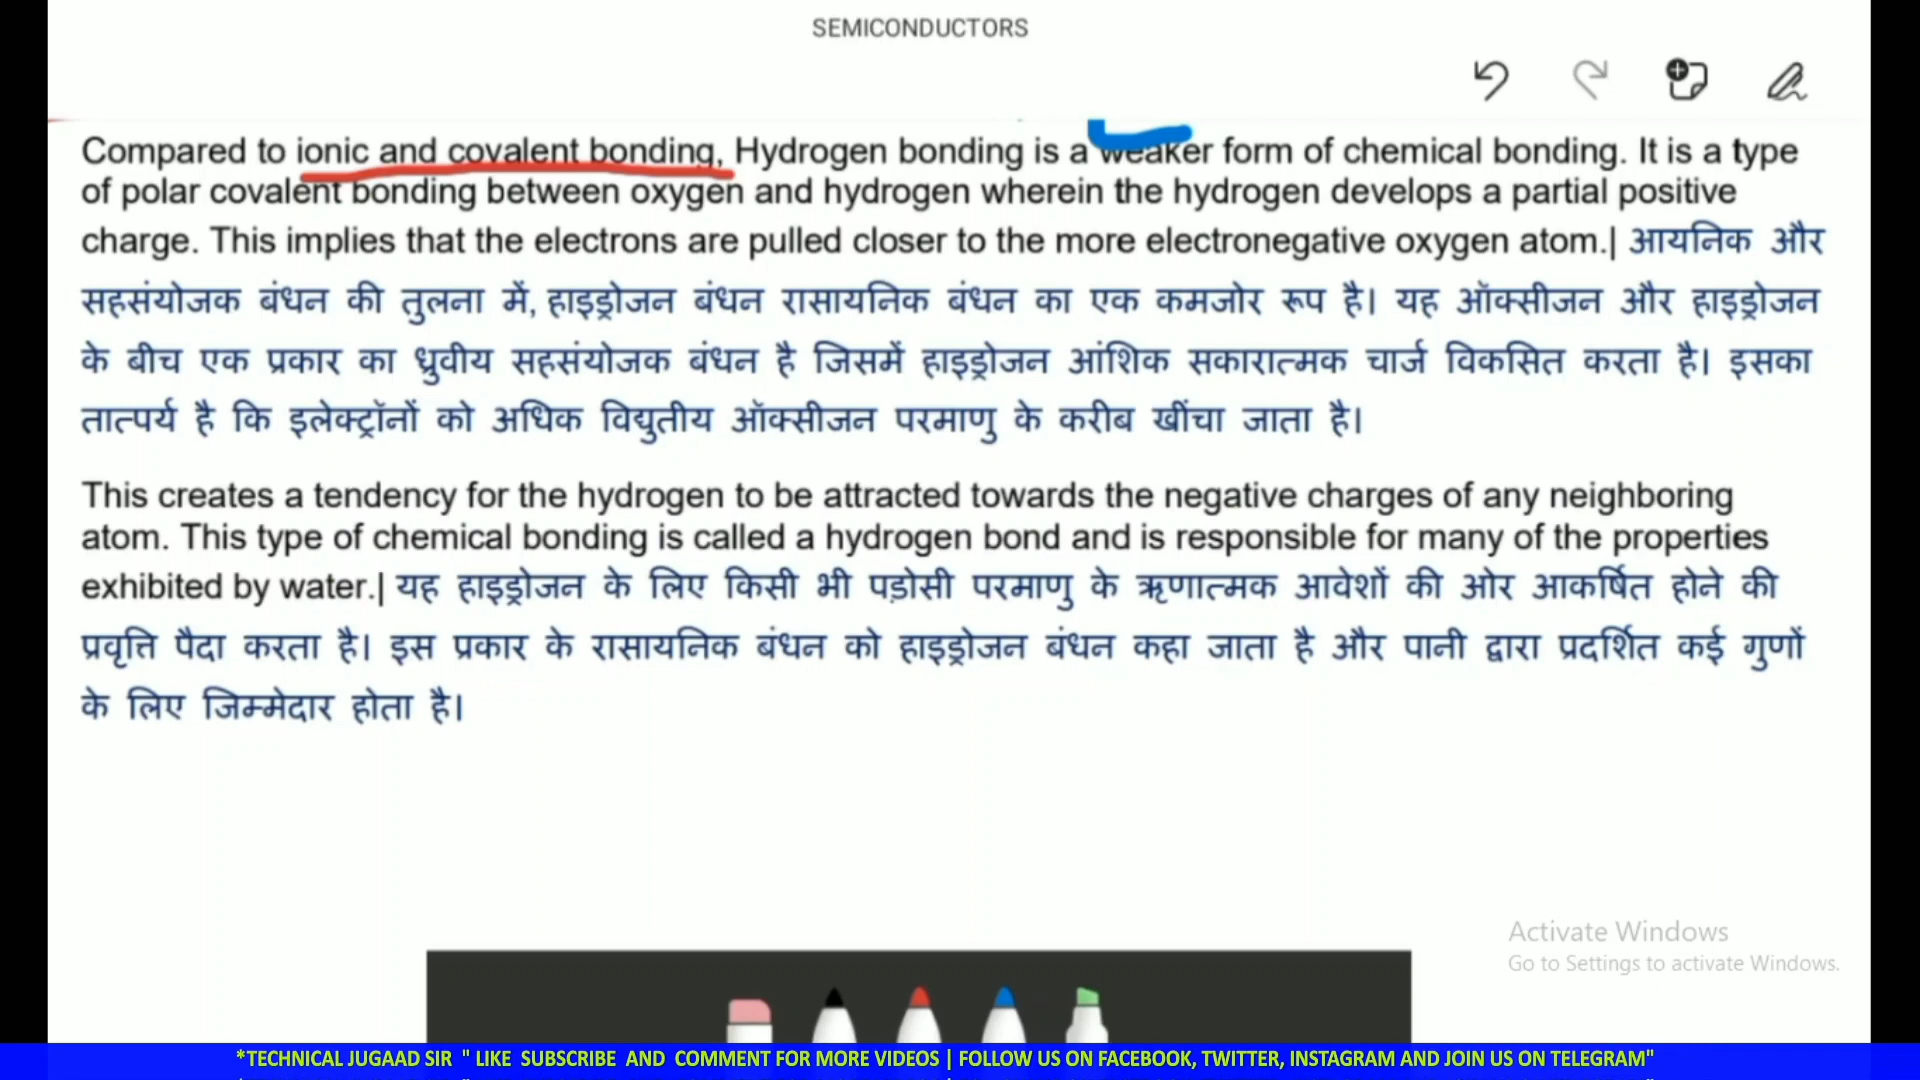 SEMICONDUCTORS
Compared to ionic and covalent bonding, Hydrogen bonding is a weaker form of chemical bonding. It is a type
of polar covalent bonding between oxygen and hydrogen wherein the hydrogen develops a partial positive
charge. This implies that the electrons are pulled closer to the more electronegative oxygen atom.| आयनिक और
सहसंयोजक बंधन की तुलना में, हाइड्रोजन बंधन रासायनिक बंधन का एक कमजोर रूप है। यह ऑक्सीजन और हाइड्रोजन
के बीच एक प्रकार का ध्रुवीय सहसंयोजक बंधन है जिसमें हाइड्रोजन आंशिक सकारात्मक चार्ज विकसित करता है। इसका
तात्पर्य है कि इलेक्ट्रॉनों को अधिक विद्युतीय ऑक्सीजन परमाणु के करीब खींचा जाता है।
This creates a tendency for the hydrogen to be attracted towards the negative charges of any neighboring
atom. This type of chemical bonding is called a hydrogen bond and is responsible for many of the properties
exhibited by water.| यह हाइड्रोजन के लिए किसी भी पड़ोसी परमाणु के ऋणात्मक आवेशों की ओर आकर्षित होने की
प्रवृत्ति पैदा करता है। इस प्रकार के रासायनिक बंधन को हाइड्रोजन बंधन कहा जाता है और पानी द्वारा प्रदर्शित कई गुणों
के लिए जिम्मेदार होता है।
Activate Windows
Go to Settings to activate Windows.
*TECHNICAL JUGAAD SIR " LIKE SUBSCRIBE AND COMMENT FOR MORE VIDEOS | FOLLOW US ON FACEBOOK, TWITTER, INSTAGRAM AND JOIN US ON TELEGRAM"